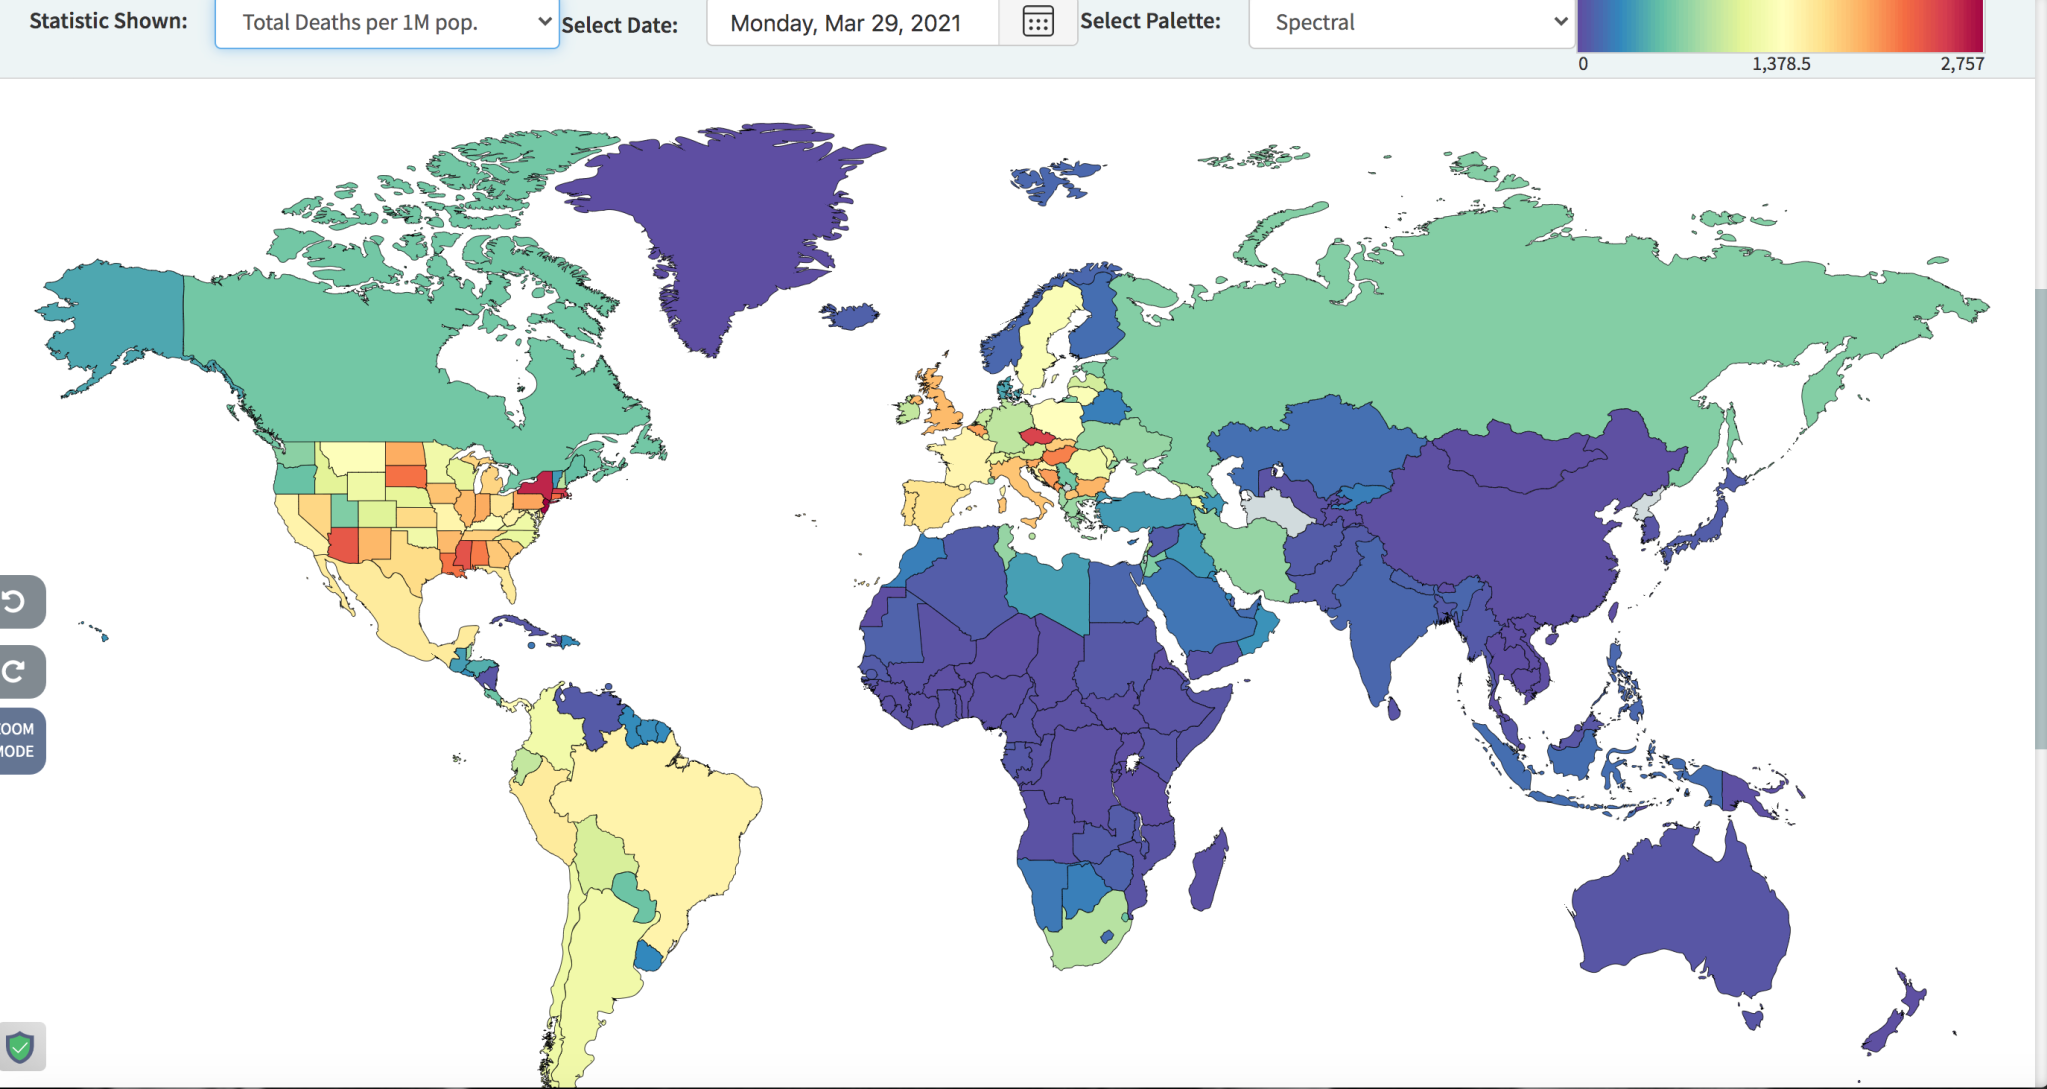 Statistic Shown: Total Deaths per 1M pop. Select Date: Monday, Mar 29, 2021 Select Palette: Spectral
0 1,378.5 2,757
OOM
MODE